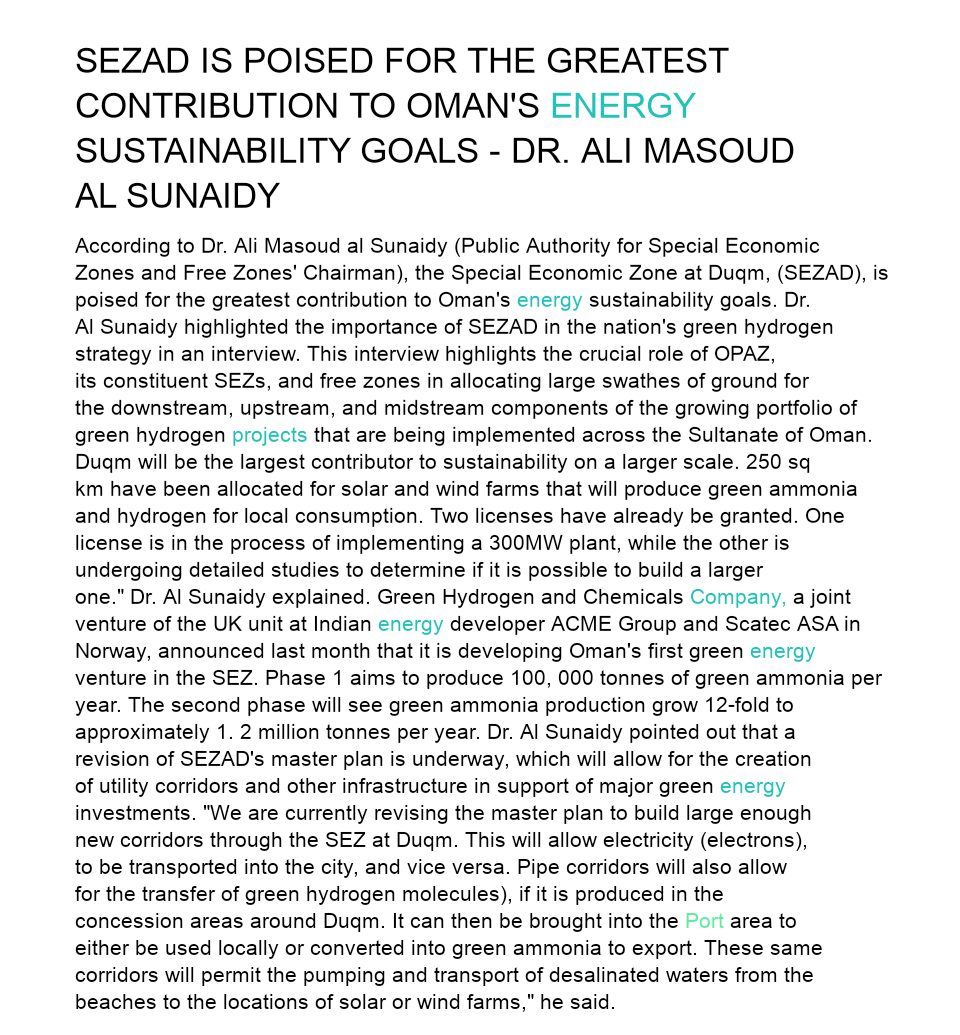 SEZAD IS POISED FOR THE GREATEST
CONTRIBUTION TO OMAN'S ENERGY
SUSTAINABILITY GOALS - DR. ALI MASOUD
AL SUNAIDY
According to Dr. Ali Masoud al Sunaidy (Public Authority for Special Economic
Zones and Free Zones' Chairman), the Special Economic Zone at Duqm, (SEZAD), is
poised for the greatest contribution to Oman's energy sustainability goals. Dr.
Al Sunaidy highlighted the importance of SEZAD in the nation's green hydrogen
strategy in an interview. This interview highlights the crucial role of OPAZ,
its constituent SEZs, and free zones in allocating large swathes of ground for
the downstream, upstream, and midstream components of the growing portfolio of
green hydrogen projects that are being implemented across the Sultanate of Oman.
Duqm will be the largest contributor to sustainability on a larger scale. 250 sq
km have been allocated for solar and wind farms that will produce green ammonia
and hydrogen for local consumption. Two licenses have already be granted. One
license is in the process of implementing a 300MW plant, while the other is
undergoing detailed studies to determine if it is possible to build a larger
one." Dr. Al Sunaidy explained. Green Hydrogen and Chemicals Company, a joint
venture of the UK unit at Indian energy developer ACME Group and Scatec ASA in
Norway, announced last month that it is developing Oman's first green energy
venture in the SEZ. Phase 1 aims to produce 100, 000 tonnes of green ammonia per
year. The second phase will see green ammonia production grow 12-fold to
approximately 1. 2 million tonnes per year. Dr. Al Sunaidy pointed out that a
revision of SEZAD's master plan is underway, which will allow for the creation
of utility corridors and other infrastructure in support of major green energy
investments. "We are currently revising the master plan to build large enough
new corridors through the SEZ at Duqm. This will allow electricity (electrons),
to be transported into the city, and vice versa. Pipe corridors will also allow
for the transfer of green hydrogen molecules), if it is produced in the
concession areas around Duqm. It can then be brought into the Port area to
either be used locally or converted into green ammonia to export. These same
corridors will permit the pumping and transport of desalinated waters from the
beaches to the locations of solar or wind farms," he said.